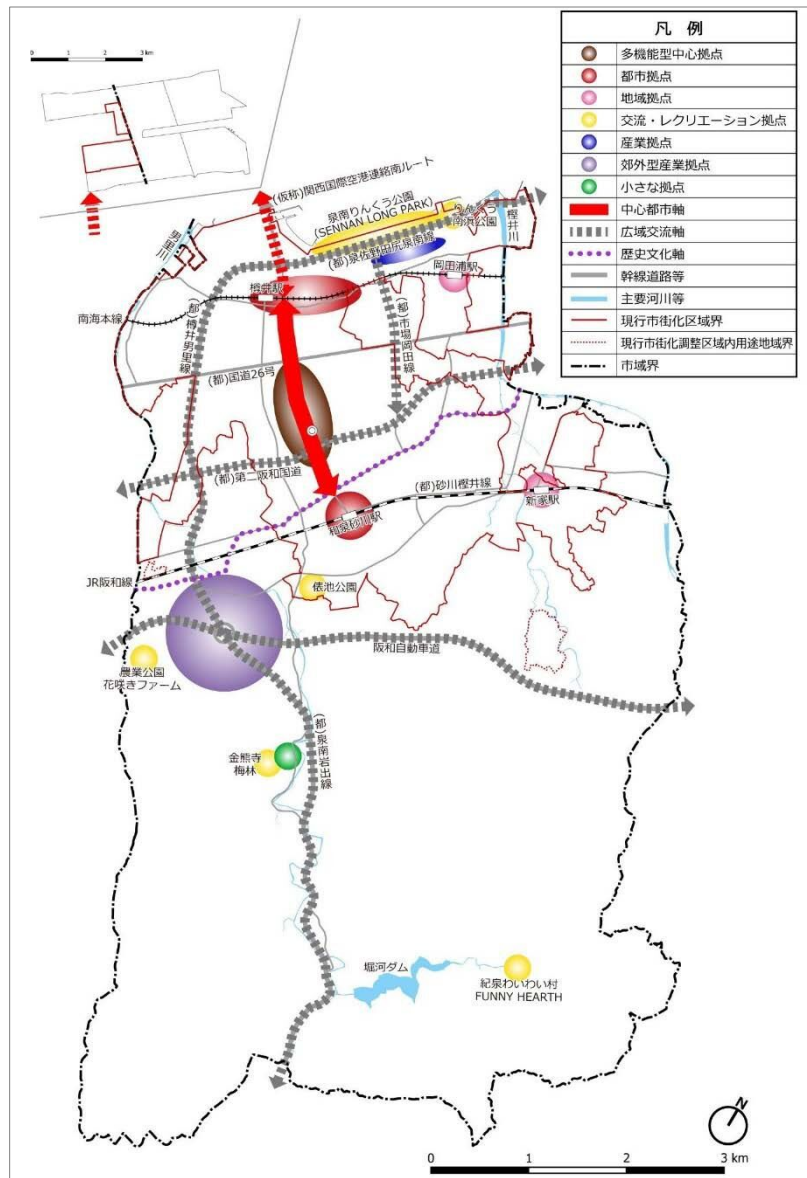 凡 例
多機能型中心拠点
都市拠点
地域拠点
交流・レクリエーション拠点
産業拠点
郊外型産業拠点
小さな拠点
中心都市軸
広域交流軸
歴史文化軸
幹線道路等
主要河川等
現行市街化区域界
現行市街化調整区域内用途地域界
市域界
0 1 2 3 km
(仮称)関西国際空港連絡南ルート
泉南りんくう公園
(SENNAN LONG PARK)
南浜公園
樫井川
男里川
(都)泉佐野田尻泉南線
岡田浦駅
樽井駅
南海本線
(都)樽井男里線
(都)市場岡田線
(都)国道26号
(都)第二阪和国道
(都)砂川樫井線
新家駅
和泉砂川駅
JR阪和線
俵池公園
阪和自動車道
農業公園
花咲きファーム
(都)泉南岩出線
金熊寺
梅林
堀河ダム
紀泉わいわい村
FUNNY HEARTH
N
0 1 2 3 km